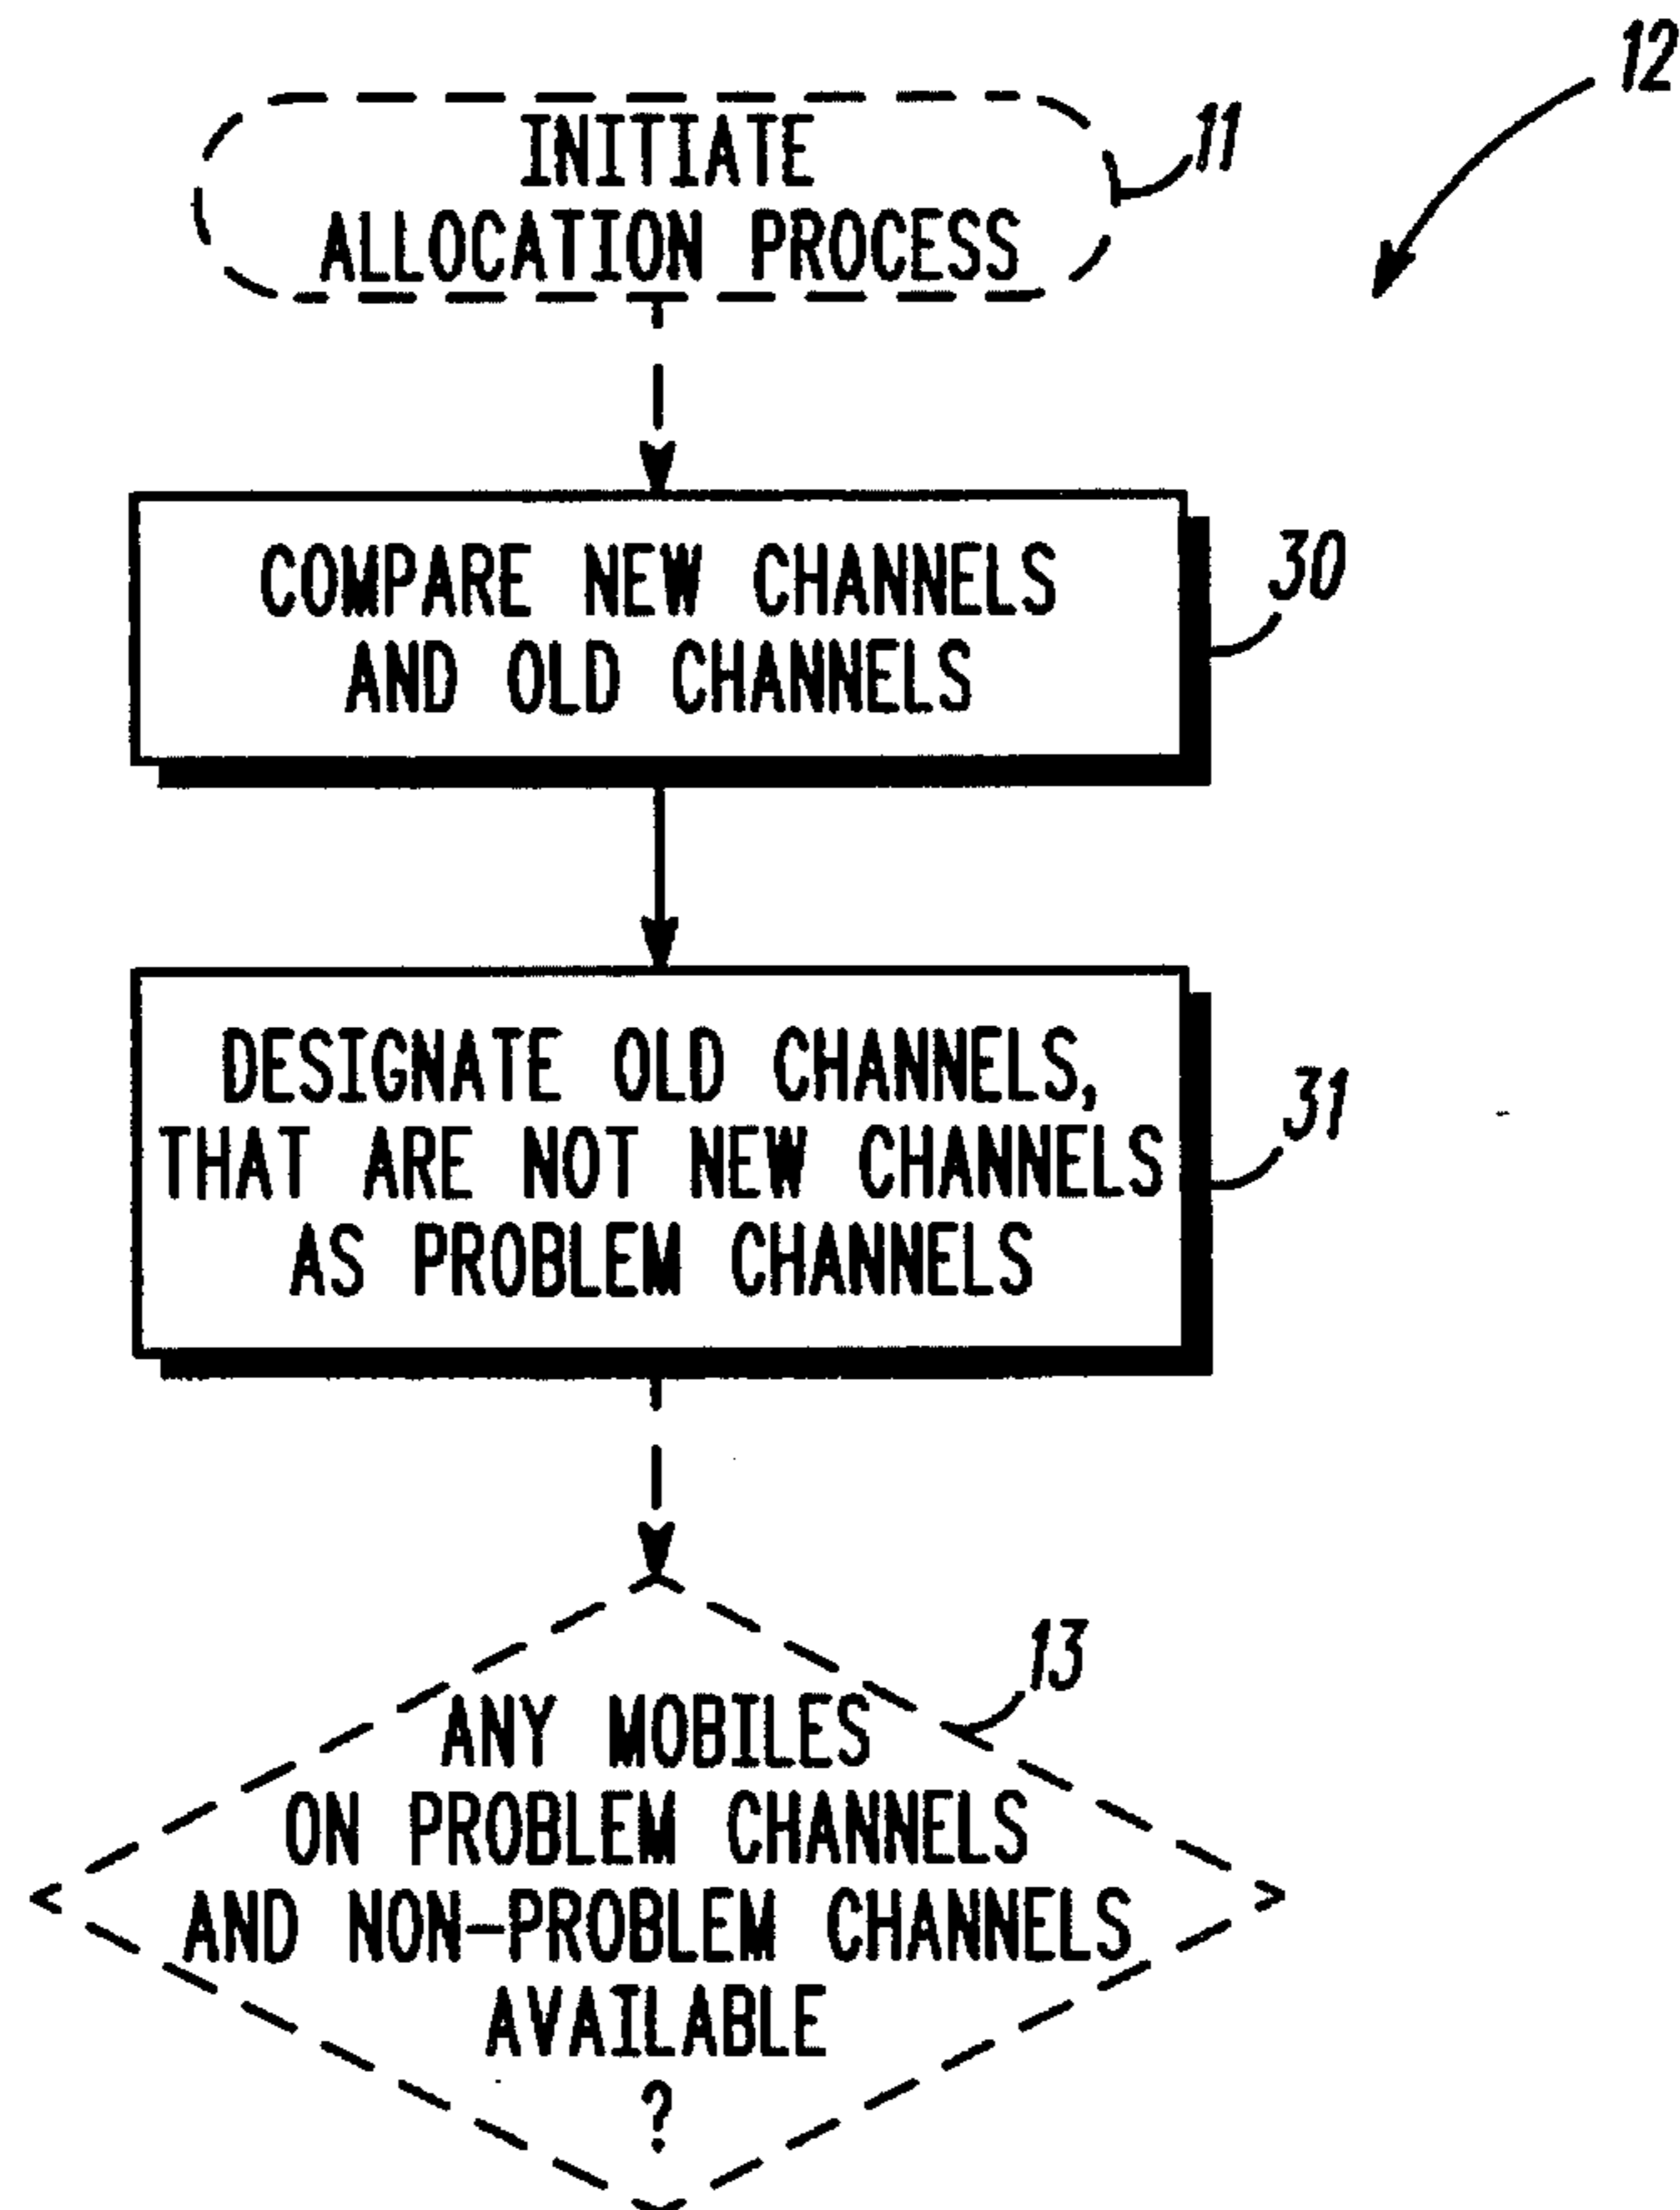 12
INITIATE
ALLOCATION PROCESS
11
COMPARE NEW CHANNELS
AND OLD CHANNELS
30
DESIGNATE OLD CHANNELS,
THAT ARE NOT NEW CHANNELS
AS PROBLEM CHANNELS
31
13
ANY MOBILES
ON PROBLEM CHANNELS
AND NON-PROBLEM CHANNELS
AVAILABLE
?